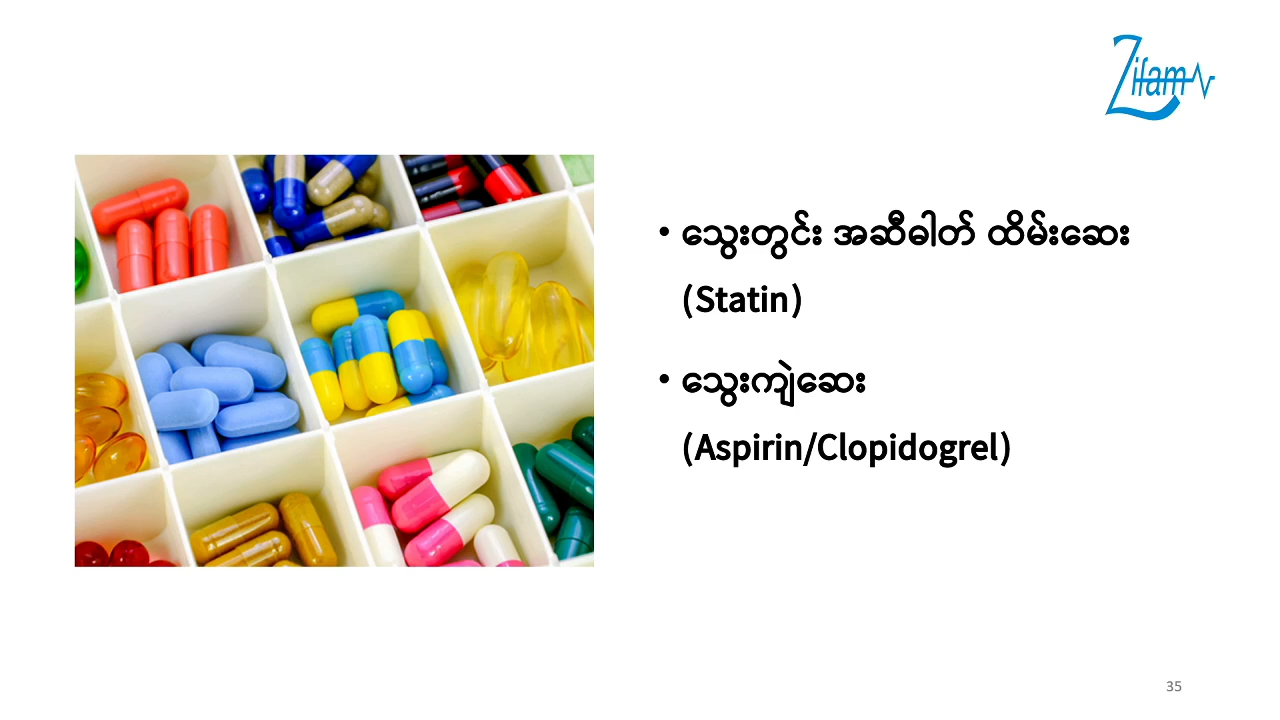 Zifam
• သွေးတွင်း အဆီဓါတ် ထိမ်းဆေး
(Statin)
• သွေးကျဲဆေး
(Aspirin/Clopidogrel)
35